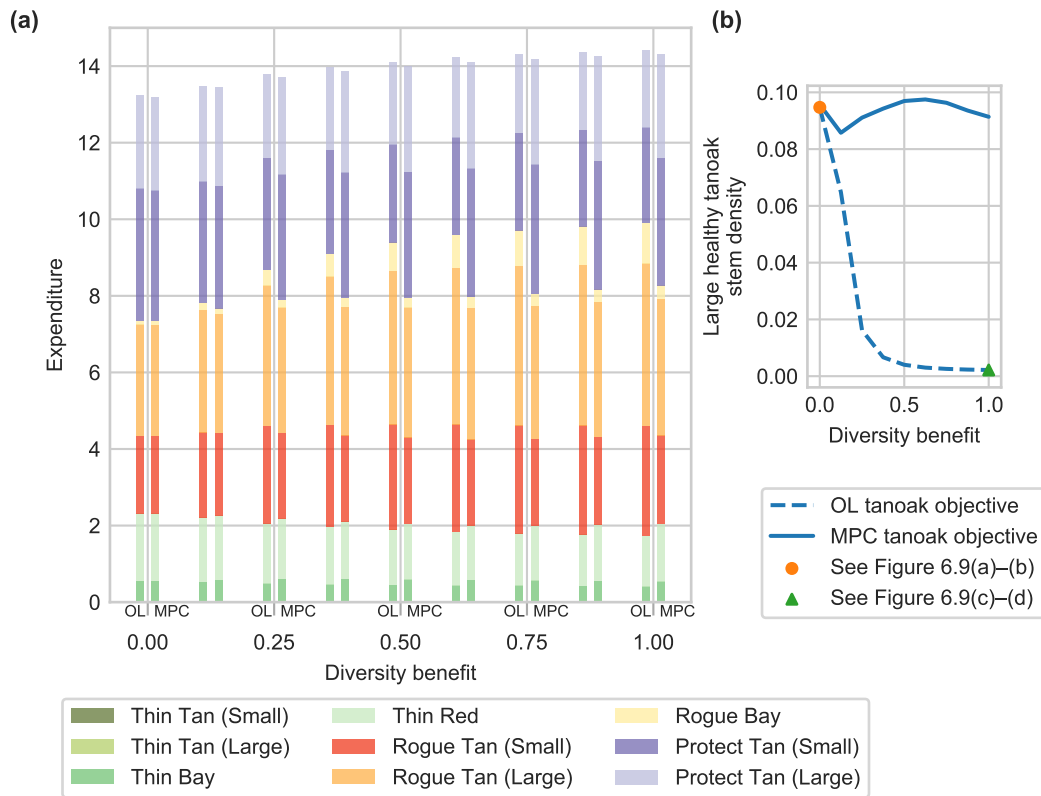 (a)
14
12
10
8
6
4
2
0
Expenditure
OL MPC OL MPC OL MPC OL MPC OL MPC
0.00 0.25 0.50 0.75 1.00
Diversity benefit
Thin Tan (Small)
Thin Tan (Large)
Thin Bay
Thin Red
Rogue Tan (Small)
Rogue Tan (Large)
Rogue Bay
Protect Tan (Small)
Protect Tan (Large)
(b)
0.10
0.08
0.06
0.04
0.02
0.00
Large healthy tanoak
stem density
0.0 0.5 1.0
Diversity benefit
OL tanoak objective
MPC tanoak objective
See Figure 6.9(a)–(b)
See Figure 6.9(c)–(d)